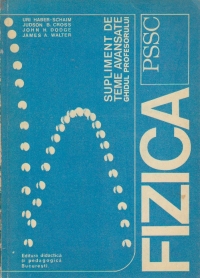 URI HABER-SCHAIM
JUDSON B. CROSS
JOHN H. DODGE
JAMES A. WALTER
SUPLIMENT DE
TEME AVANSATE
GHIDUL PROFESORULUI
PSSC
FIZICA
Editura didactică
și pedagogică
București